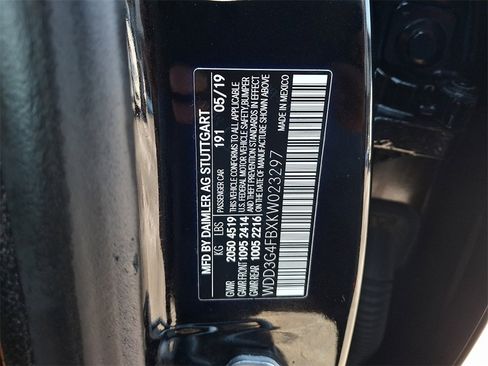 MFD BY DAIMLER AG STUTTGART
KG LBS PASSENGER CAR 191 05/19
GVWR 2050 4519 THIS VEHICLE CONFORMS TO ALL APPLICABLE
GAWR FRONT 1095 2414 U.S. FEDERAL MOTOR VEHICLE SAFETY, BUMPER
GAWR REAR 1005 2216 AND THEFT PREVENTION STANDARDS IN EFFECT
ON THE DATE OF MANUFACTURE SHOWN ABOVE
WDD3G4FBXKW023297 MADE IN MEXICO